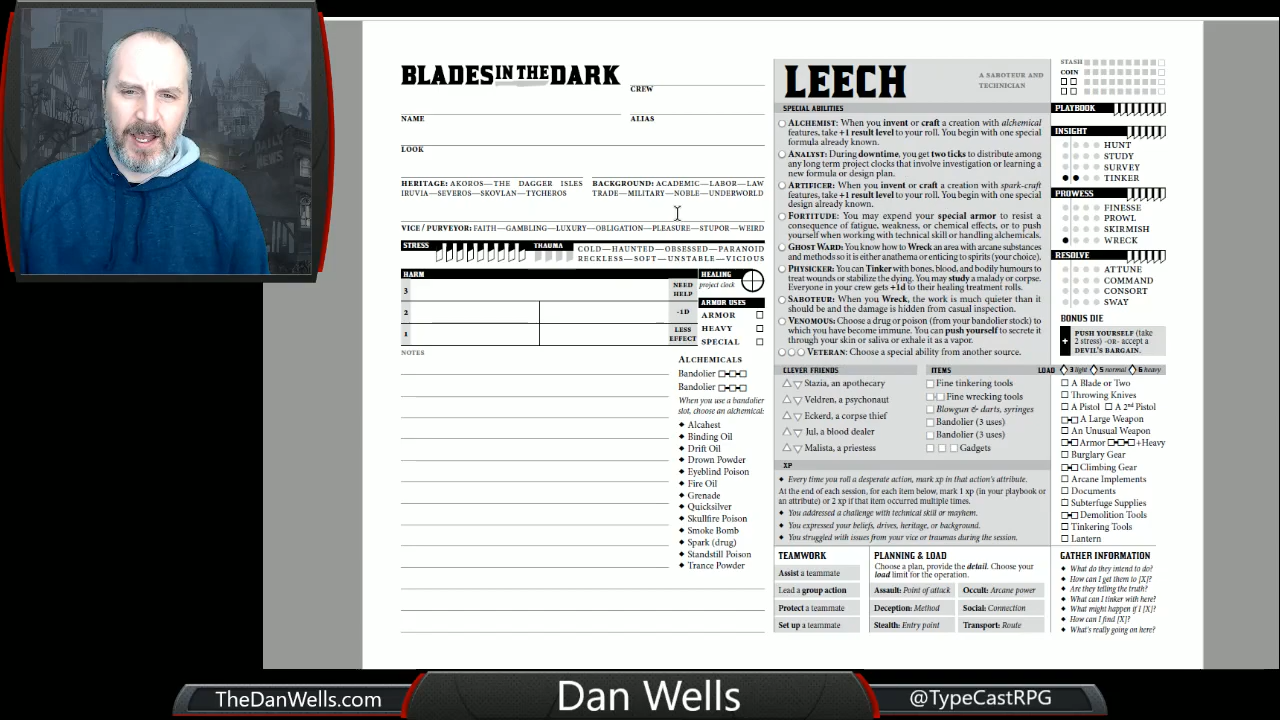 BLADES IN THE DARK
CREW
NAME
ALIAS
LOOK
HERITAGE: AKOROS—THE DAGGER ISLES
IRUVIA—SEVEROS—SKOVLAN—TYCHEROS
BACKGROUND: ACADEMIC—LABOR—LAW
TRADE—MILITARY—NOBLE—UNDERWORLD
VICE / PURVEYOR: FAITH—GAMBLING—LUXURY—OBLIGATION—PLEASURE—STUPOR—WEIRD
STRESS
TRAUMA
COLD—HAUNTED—OBSESSED—PARANOID
RECKLESS—SOFT—UNSTABLE—VICIOUS
HARM
3
NEED
HELP
2
-1D
1
LESS
EFFECT
HEALING
project clock
ARMOR USES
ARMOR
HEAVY
SPECIAL
NOTES
ALCHEMICALS
Bandolier
Bandolier
When you use a bandolier
slot, choose an alchemical:
Alcahest
Binding Oil
Drift Oil
Drown Powder
Eyeblind Poison
Fire Oil
Grenade
Quicksilver
Skullfire Poison
Smoke Bomb
Spark (drug)
Standstill Poison
Trance Powder
LEECH
A SABOTEUR AND
TECHNICIAN
SPECIAL ABILITIES
ALCHEMIST: When you invent or craft a creation with alchemical
features, take +1 result level to your roll. You begin with one special
formula already known.
ANALYST: During downtime, you get two ticks to distribute among
any long term project clocks that involve investigation or learning a
new formula or design plan.
ARTIFICER: When you invent or craft a creation with spark-craft
features, take +1 result level to your roll. You begin with one special
design already known.
FORTITUDE: You may expend your special armor to resist a
consequence of fatigue, weakness, or chemical effects, or to push
yourself when working with technical skill or handling alchemicals.
GHOST WARD: You know how to Wreck an area with arcane substances
and methods so it is either anathema or enticing to spirits (your choice).
PHYSICKER: You can Tinker with bones, blood, and bodily humours to
treat wounds or stabilize the dying. You may study a malady or corpse.
Everyone in your crew gets +1d to their healing treatment rolls.
SABOTEUR: When you Wreck, the work is much quieter than it
should be and the damage is hidden from casual inspection.
VENOMOUS: Choose a drug or poison (from your bandolier stock) to
which you have become immune. You can push yourself to secrete it
through your skin or saliva or exhale it as a vapor.
VETERAN: Choose a special ability from another source.
CLEVER FRIENDS
Stazia, an apothecary
Veldren, a psychonaut
Eckerd, a corpse thief
Jul, a blood dealer
Malista, a priestess
ITEMS
Fine tinkering tools
Fine wrecking tools
Blowgun & darts, syringes
Bandolier (3 uses)
Bandolier (3 uses)
Gadgets
XP
Every time you roll a desperate action, mark xp in that action's attribute.
At the end of each session, for each item below, mark 1 xp (in your playbook or
an attribute) or 2 xp if that item occurred multiple times.
You addressed a challenge with technical skill or mayhem.
You expressed your beliefs, drives, heritage, or background.
You struggled with issues from your vice or traumas during the session.
TEAMWORK
Assist a teammate
Lead a group action
Protect a teammate
Set up a teammate
PLANNING & LOAD
Choose a plan, provide the detail. Choose your
load limit for the operation.
Assault: Point of attack
Occult: Arcane power
Deception: Method
Social: Connection
Stealth: Entry point
Transport: Route
STASH
COIN
PLAYBOOK
INSIGHT
HUNT
STUDY
SURVEY
TINKER
PROWESS
FINESSE
PROWL
SKIRMISH
WRECK
RESOLVE
ATTUNE
COMMAND
CONSORT
SWAY
BONUS DIE
+ PUSH YOURSELF (take
2 stress) -OR- accept a
DEVIL'S BARGAIN.
LOAD 3 light 5 normal 6 heavy
A Blade or Two
Throwing Knives
A Pistol A 2nd Pistol
A Large Weapon
An Unusual Weapon
Armor +Heavy
Burglary Gear
Climbing Gear
Arcane Implements
Documents
Subterfuge Supplies
Demolition Tools
Tinkering Tools
Lantern
GATHER INFORMATION
What do they intend to do?
How can I get them to [X]?
Are they telling the truth?
What can I tinker with here?
What might happen if I [X]?
How can I find [X]?
What's really going on here?
TheDanWells.com
Dan Wells
@TypeCastRPG